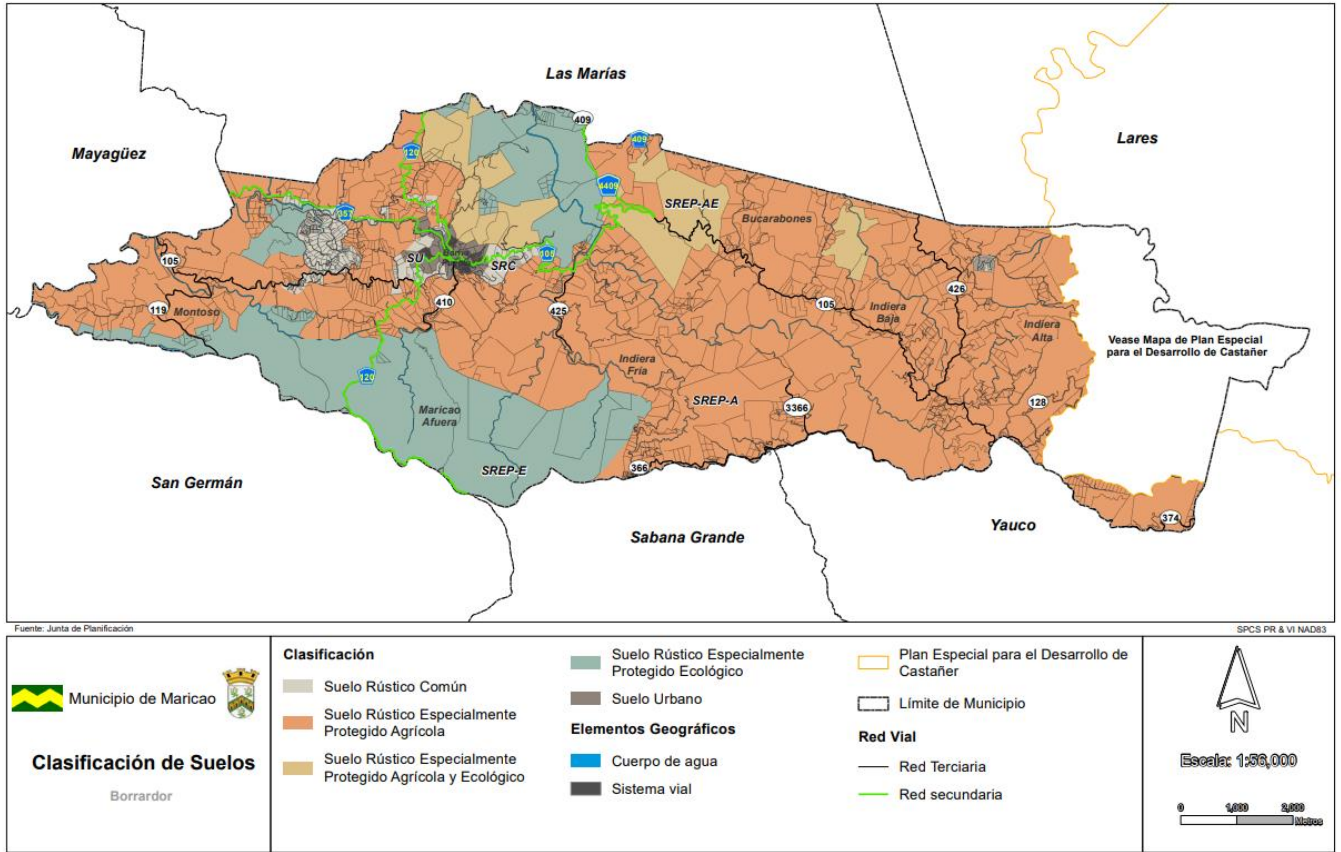 Las Marías
409
Mayagüez
409
Lares
120
4409
SREP-AE
Bucarabones
357
SU
SRC
105
105
410
425
105
426
119
Montoso
Indiera
Baja
Indiera
Alta
Vease Mapa de Plan Especial
para el Desarrollo de Castañer
Indiera
Fría
120
Maricao
Afuera
SREP-A
3366
128
SREP-E
366
San Germán
Sabana Grande
Yauco
374
Fuente: Junta de Planificación
SPCS PR & VI NAD83
Municipio de Maricao
Clasificación de Suelos
Borrardor
Clasificación
Suelo Rústico Común
Suelo Rústico Especialmente
Protegido Agrícola
Suelo Rústico Especialmente
Protegido Agrícola y Ecológico
Suelo Rústico Especialmente
Protegido Ecológico
Suelo Urbano
Elementos Geográficos
Cuerpo de agua
Sistema vial
Plan Especial para el Desarrollo de
Castañer
Límite de Municipio
Red Vial
Red Terciaria
Red secundaria
N
Escala: 1:56,000
0 1,000 2,000
Metros